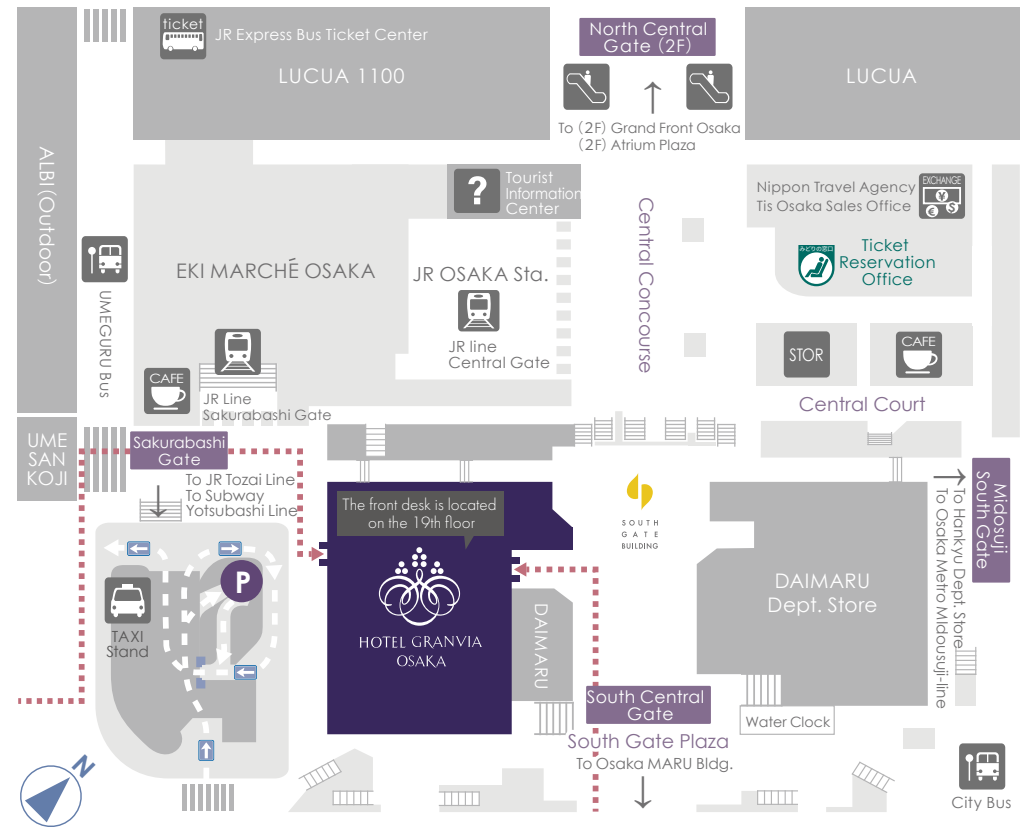 ticket
JR Express Bus Ticket Center
LUCUA 1100
North Central
Gate (2F)
LUCUA
To (2F) Grand Front Osaka
(2F) Atrium Plaza
ALBI (Outdoor)
Tourist
Information
Center
Nippon Travel Agency
Tis Osaka Sales Office
EXCHANGE
みどりの窓口
Ticket
Reservation
Office
Central Concourse
EKI MARCHÉ OSAKA
JR OSAKA Sta.
JR line
Central Gate
UMEGURU Bus
CAFE
JR Line
Sakurabashi Gate
STOR
CAFE
Central Court
UME
SAN
KOJI
Sakurabashi
Gate
To JR Tozai Line
To Subway
Yotsubashi Line
The front desk is located
on the 19th floor
HOTEL GRANVIA
OSAKA
SOUTH
GATE
BUILDING
Midosuji
South Gate
To Hankyu Dept. Store
To Osaka Metro MIdousuji-line
DAIMARU
Dept. Store
DAIMARU
P
TAXI
Stand
South Central
Gate
South Gate Plaza
To Osaka MARU Bldg.
Water Clock
City Bus
N